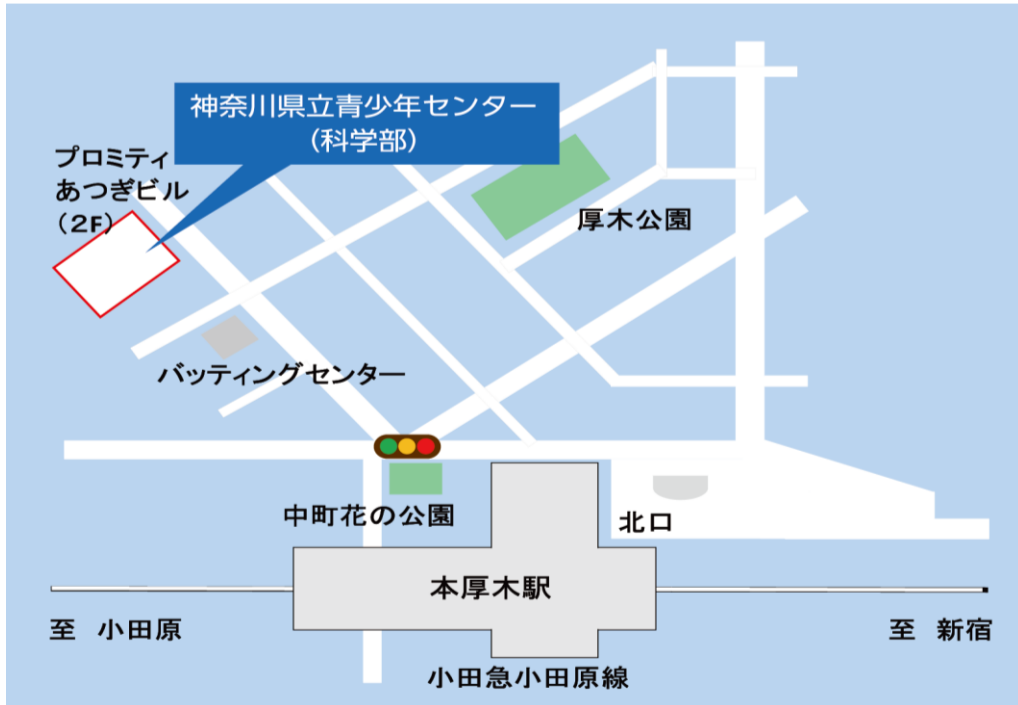 神奈川県立青少年センター
(科学部)
プロミティ
あつぎビル
(2F)
厚木公園
バッティングセンター
中町花の公園
北口
本厚木駅
至 小田原
至 新宿
小田急小田原線